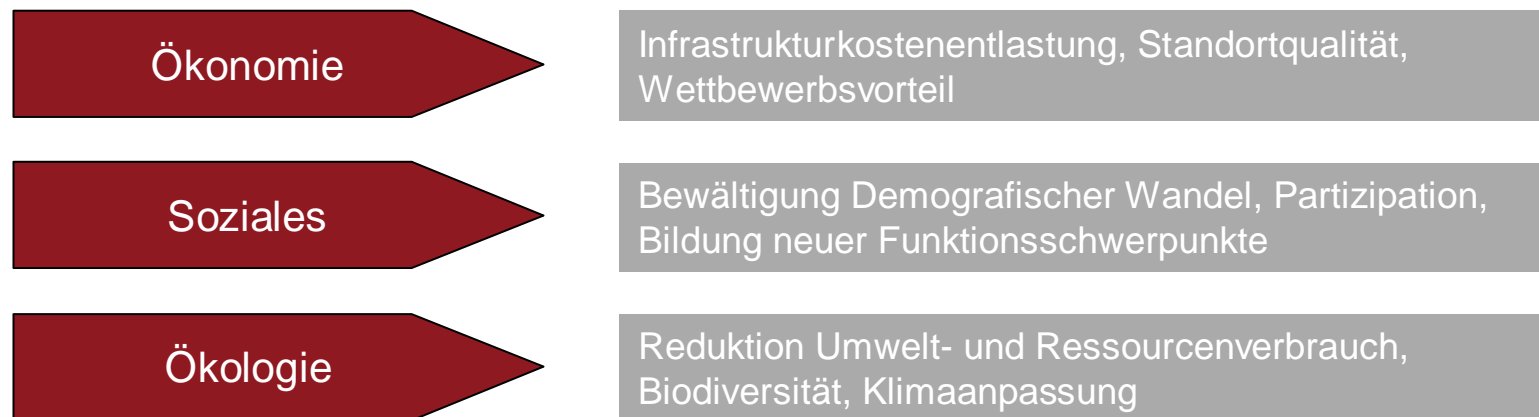 Ökonomie
Infrastrukturkostenentlastung, Standortqualität,
Wettbewerbsvorteil
Soziales
Bewältigung Demografischer Wandel, Partizipation,
Bildung neuer Funktionsschwerpunkte
Ökologie
Reduktion Umwelt- und Ressourcenverbrauch,
Biodiversität, Klimaanpassung